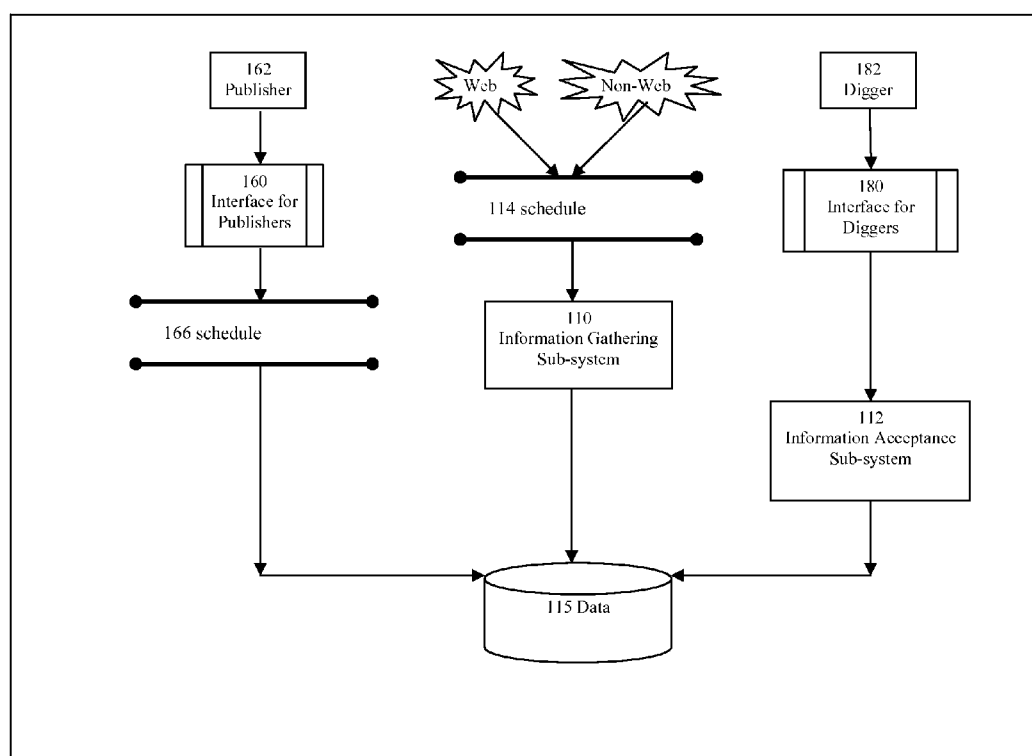 162
Publisher
Web
Non-Web
182
Digger
160
Interface for
Publishers
114 schedule
180
Interface for
Diggers
166 schedule
110
Information Gathering
Sub-system
112
Information Acceptance
Sub-system
115 Data